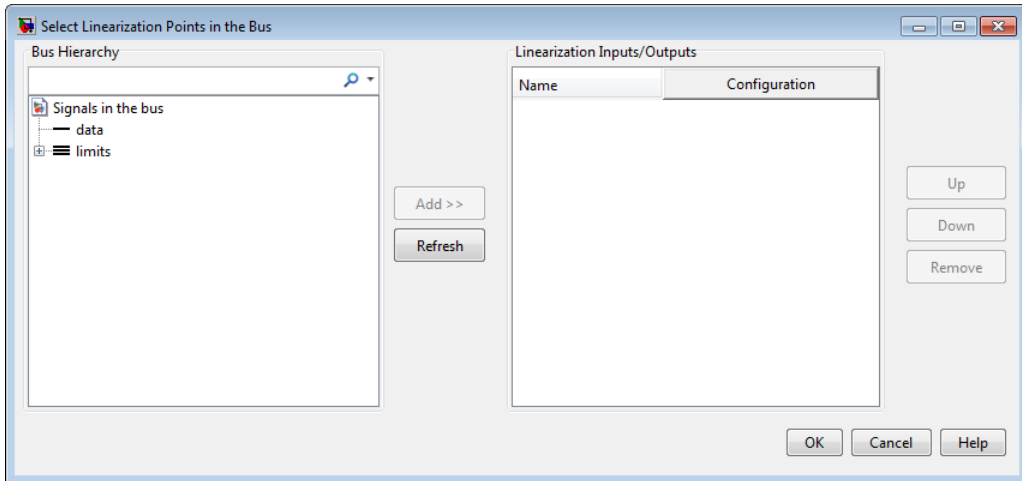 Select Linearization Points in the Bus
Bus Hierarchy
Signals in the bus
data
limits
Add >>
Refresh
Linearization Inputs/Outputs
Name Configuration
Up
Down
Remove
OK Cancel Help